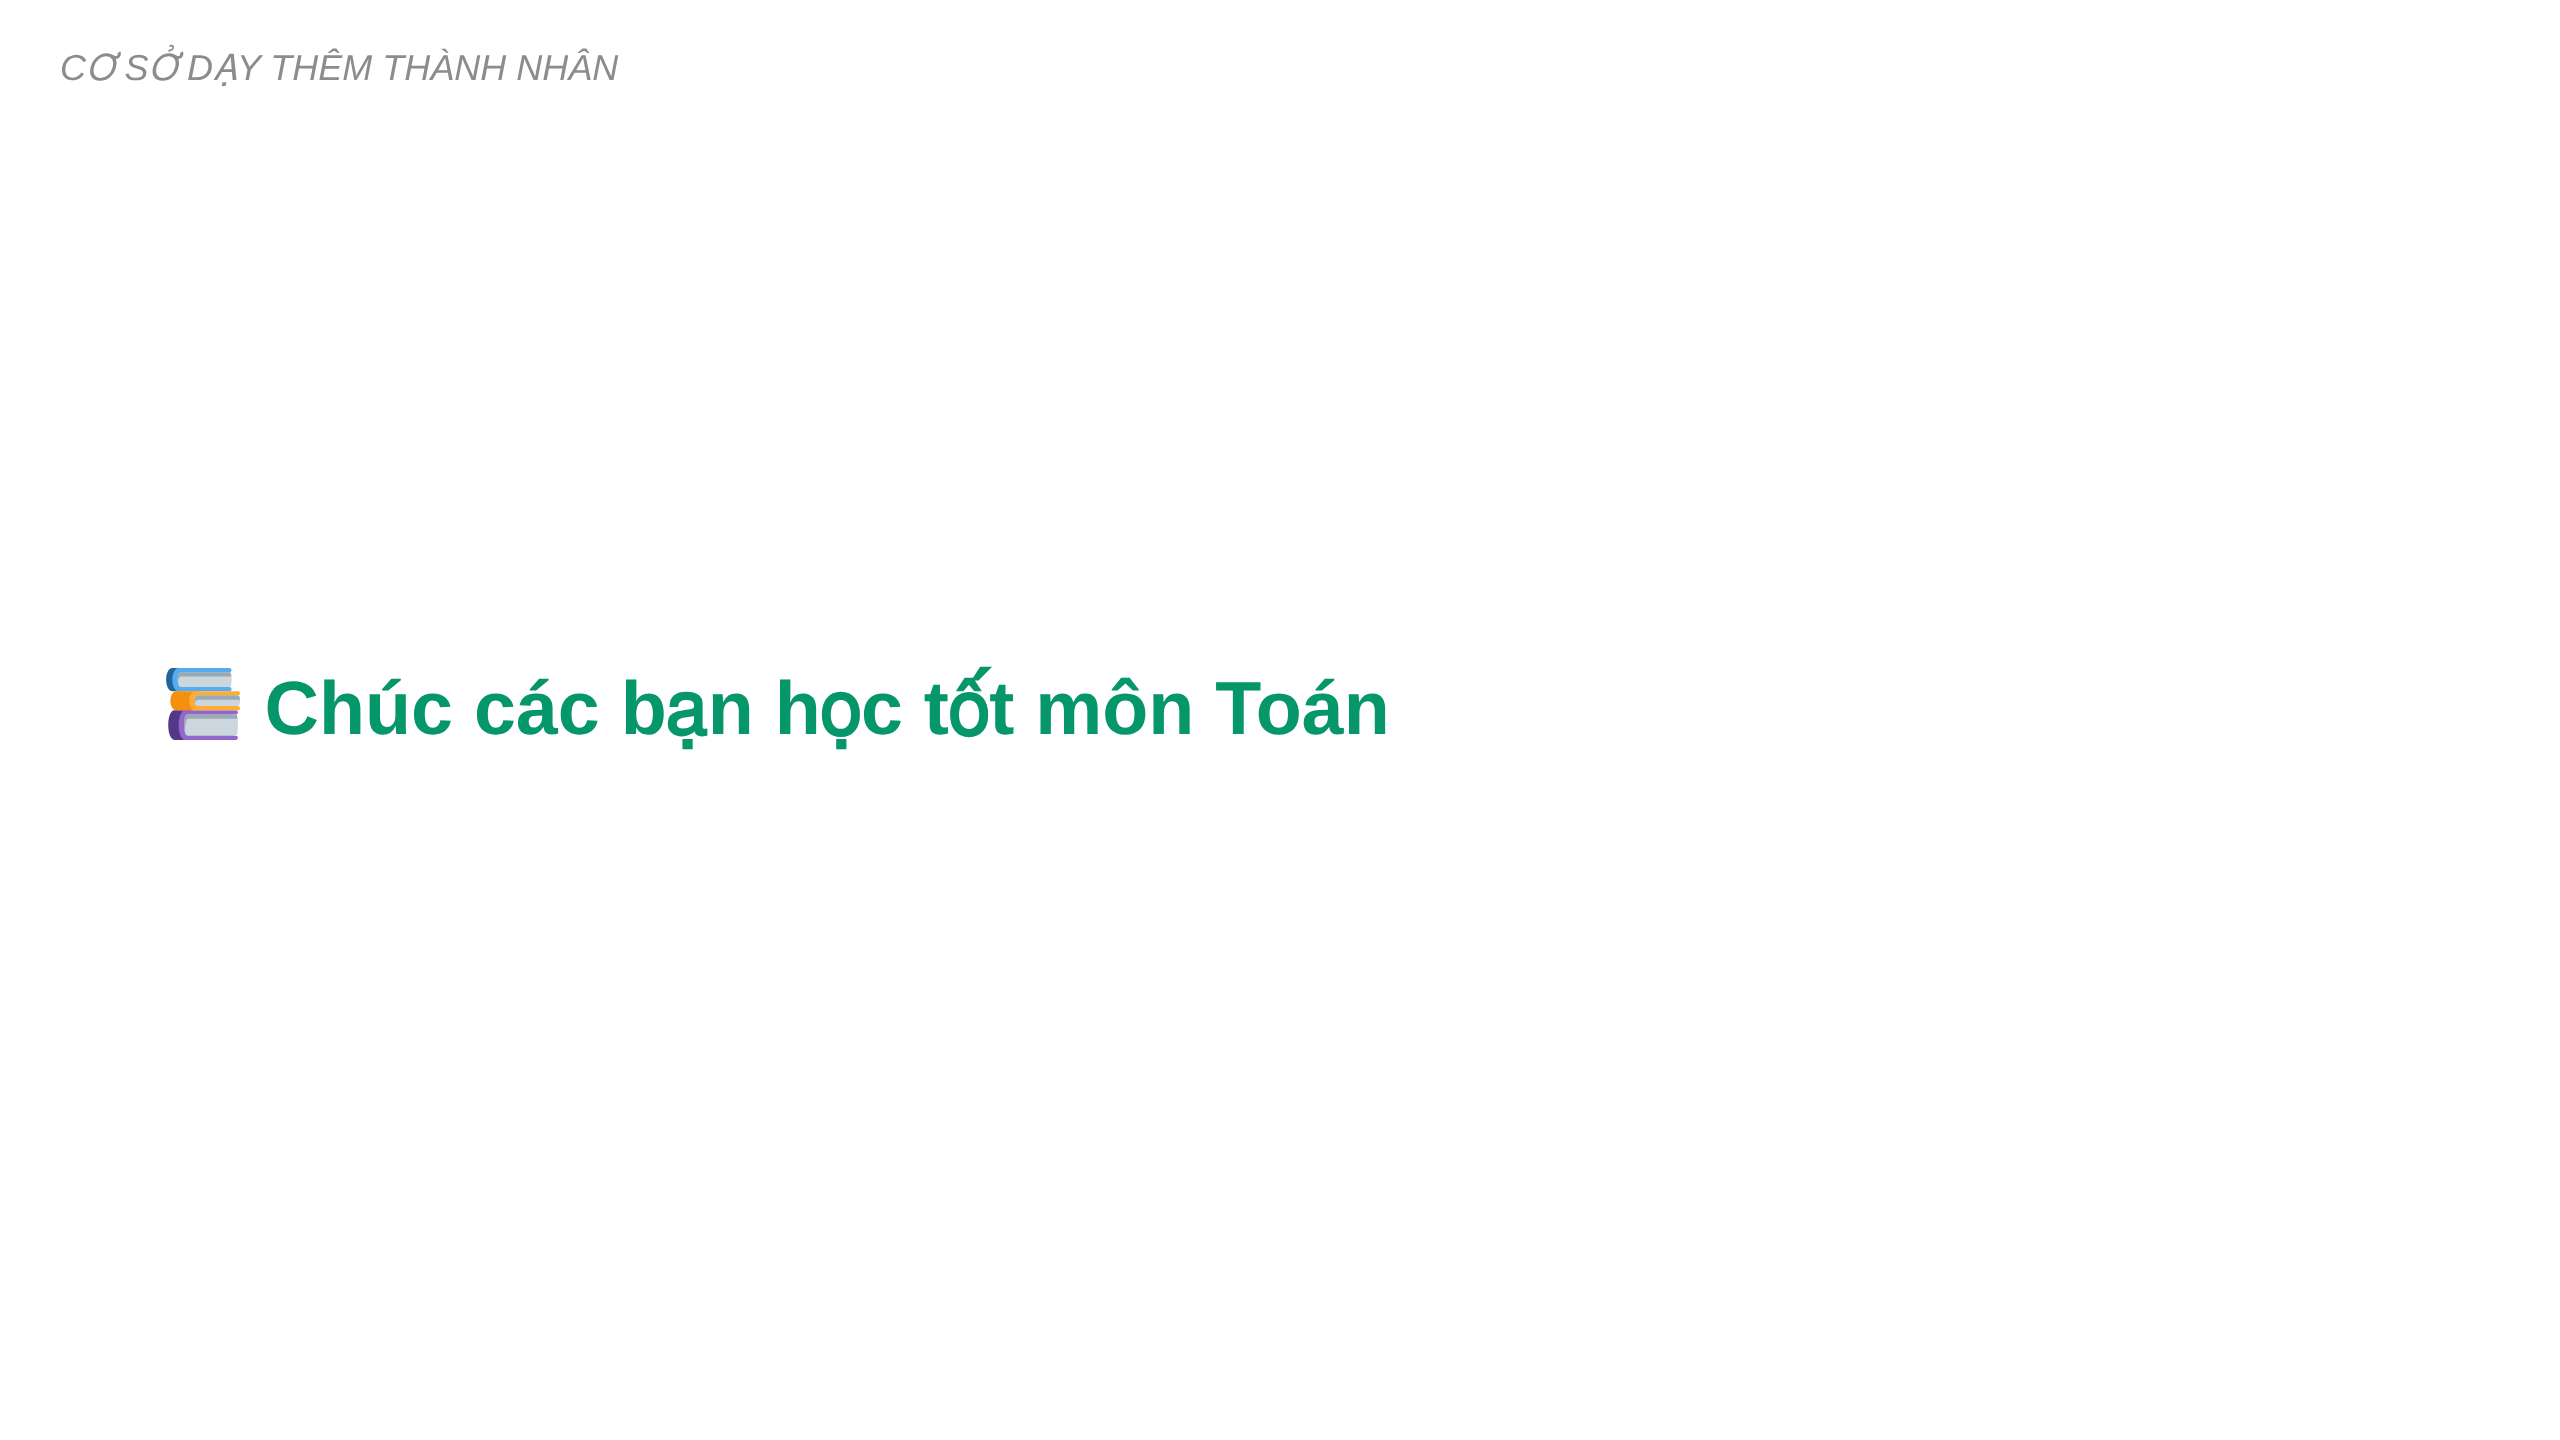 CƠ SỞ DẠY THÊM THÀNH NHÂN
Chúc các bạn học tốt môn Toán